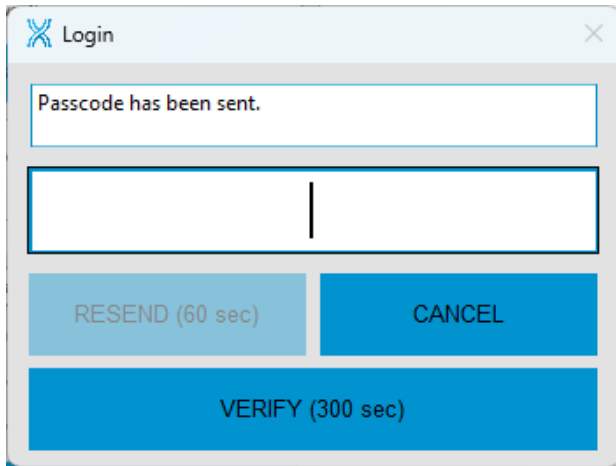 Login
Passcode has been sent.
RESEND (60 sec)
CANCEL
VERIFY (300 sec)